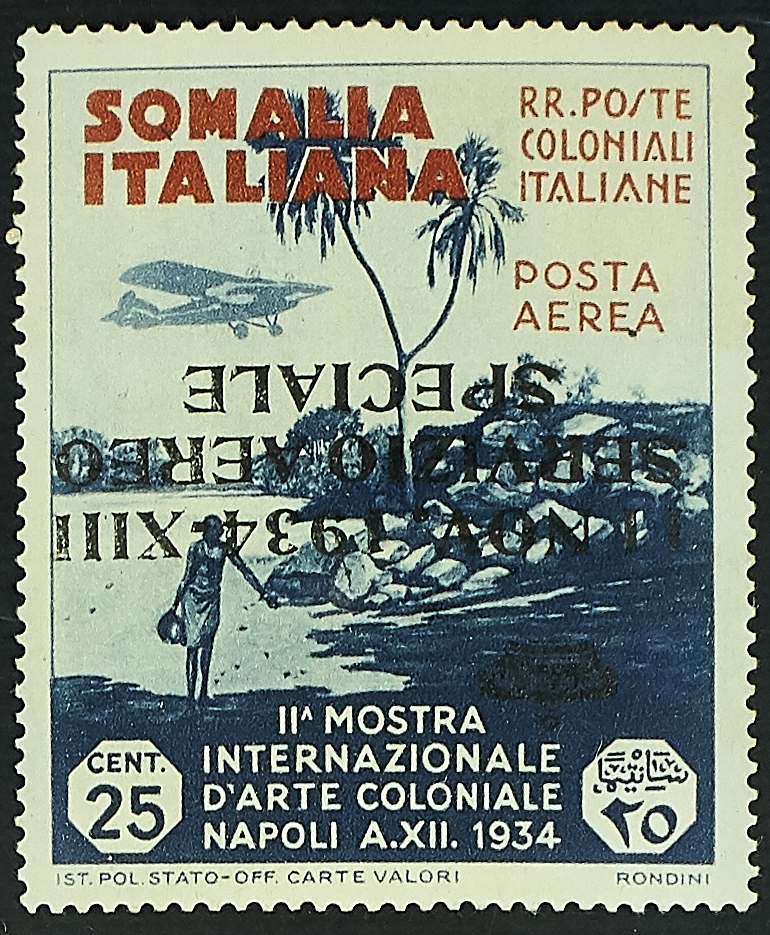 SOMALIA
ITALIANA
RR. POSTE
COLONIALI
ITALIANE
POSTA
AEREA
11 NOV. 1934-XIII
SERVIZIO AEREO
SPECIALE
IIᴬ MOSTRA
INTERNAZIONALE
D'ARTE COLONIALE
NAPOLI A.XII. 1934
CENT.
25
٢٥
IST. POL. STATO-OFF. CARTE VALORI
RONDINI